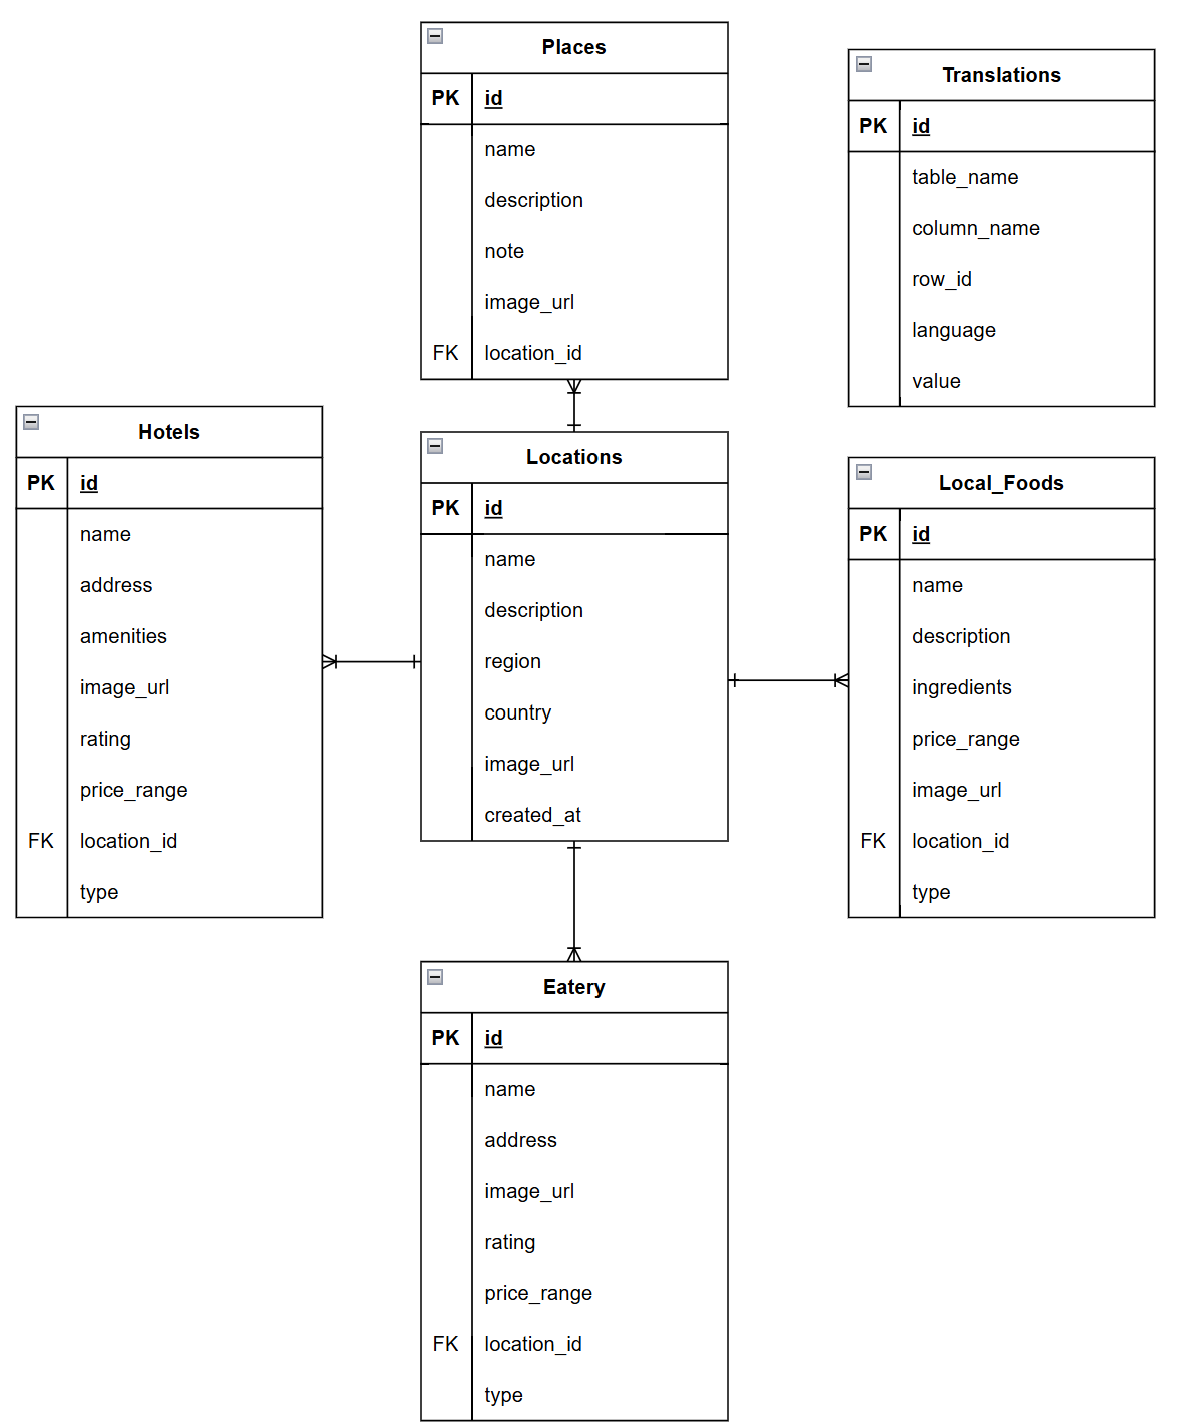 Places
PK id
name
description
note
image_url
FK location_id
Translations
PK id
table_name
column_name
row_id
language
value
Hotels
PK id
name
address
amenities
image_url
rating
price_range
FK location_id
type
Locations
PK id
name
description
region
country
image_url
created_at
Local_Foods
PK id
name
description
ingredients
price_range
image_url
FK location_id
type
Eatery
PK id
name
address
image_url
rating
price_range
FK location_id
type